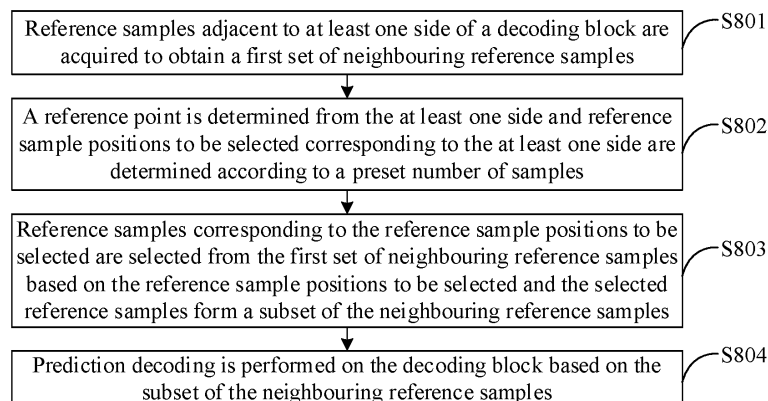 Reference samples adjacent to at least one side of a decoding block are
acquired to obtain a first set of neighbouring reference samples
S801
A reference point is determined from the at least one side and reference
sample positions to be selected corresponding to the at least one side are
determined according to a preset number of samples
S802
Reference samples corresponding to the reference sample positions to be
selected are selected from the first set of neighbouring reference samples
based on the reference sample positions to be selected and the selected
reference samples form a subset of the neighbouring reference samples
S803
Prediction decoding is performed on the decoding block based on the
subset of the neighbouring reference samples
S804